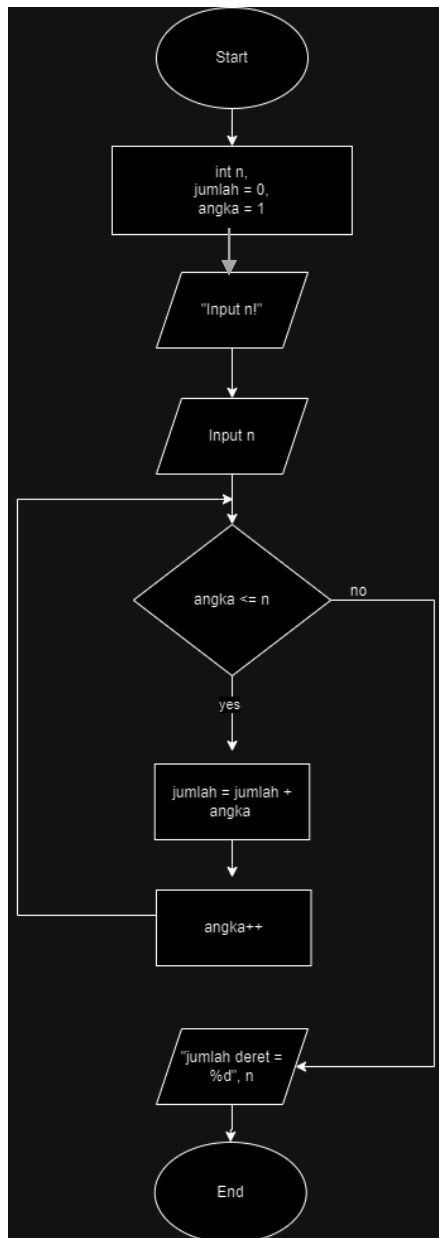 Start
int n,
jumlah = 0,
angka = 1
"Input n!"
Input n
angka <= n
no
yes
jumlah = jumlah +
angka
angka++
"jumlah deret =
%d", n
End